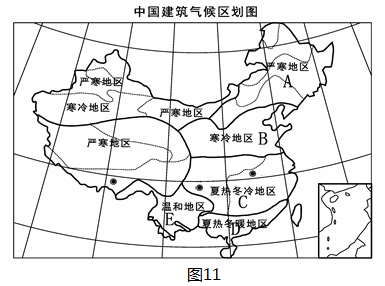 中国建筑气候区划图
严寒地区
A
严寒地区
寒冷地区
严寒地区
寒冷地区 B
严寒地区
夏热冬冷地区
C
温和地区
E
夏热冬暖地区
D
图11